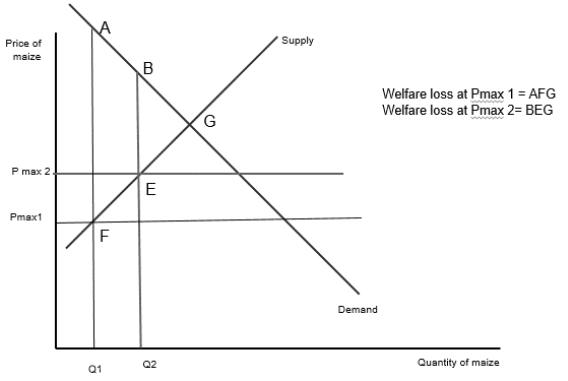 A
Price of
maize
Supply
B
Welfare loss at Pmax 1 = AFG
Welfare loss at Pmax 2= BEG
G
P max 2
E
Pmax1
F
Demand
Q1
Q2
Quantity of maize